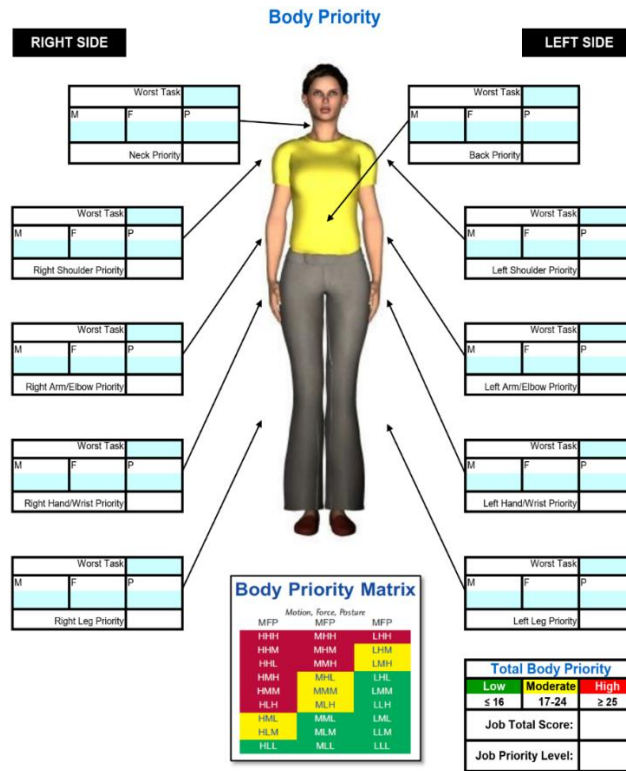 Body Priority
RIGHT SIDE
LEFT SIDE
Worst Task
M F P
Neck Priority
Worst Task
M F P
Back Priority
Worst Task
M F P
Right Shoulder Priority
Worst Task
M F P
Left Shoulder Priority
Worst Task
M F P
Right Arm/Elbow Priority
Worst Task
M F P
Left Arm/Elbow Priority
Worst Task
M F P
Right Hand/Wrist Priority
Worst Task
M F P
Left Hand/Wrist Priority
Worst Task
M F P
Right Leg Priority
Worst Task
M F P
Left Leg Priority
Body Priority Matrix
Motion, Force, Posture
MFP MFP MFP
HHH MHH LHH
HHM MHM LHM
HHL MMH LMH
HMH MHL LHL
HMM MMM LMM
HLH MLH LLH
HML MML LML
HLM MLM LLM
HLL MLL LLL
Total Body Priority
Low Moderate High
≤ 16 17-24 ≥ 25
Job Total Score:
Job Priority Level: